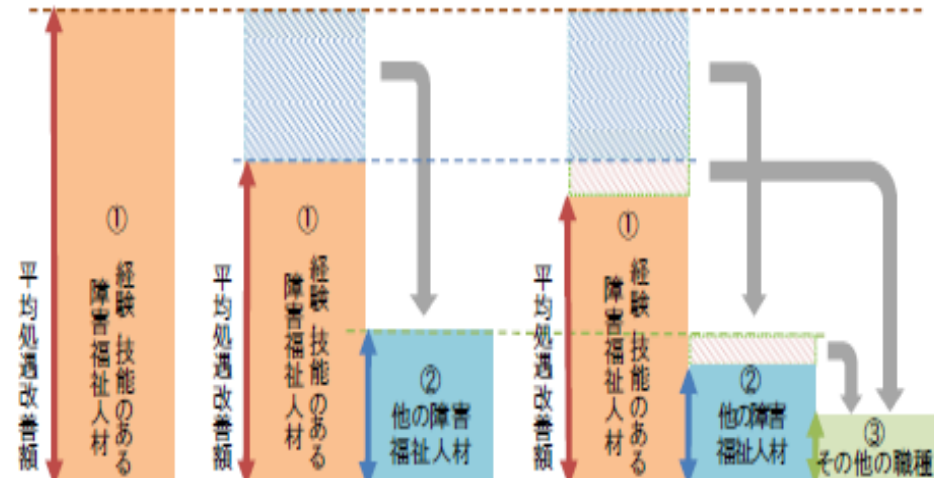 平均処遇改善額
①
経験・技能のある
障害福祉人材
平均処遇改善額
①
経験・技能のある
障害福祉人材
②
他の障害
福祉人材
平均処遇改善額
①
経験・技能のある
障害福祉人材
②
他の障害
福祉人材
③
その他の職種